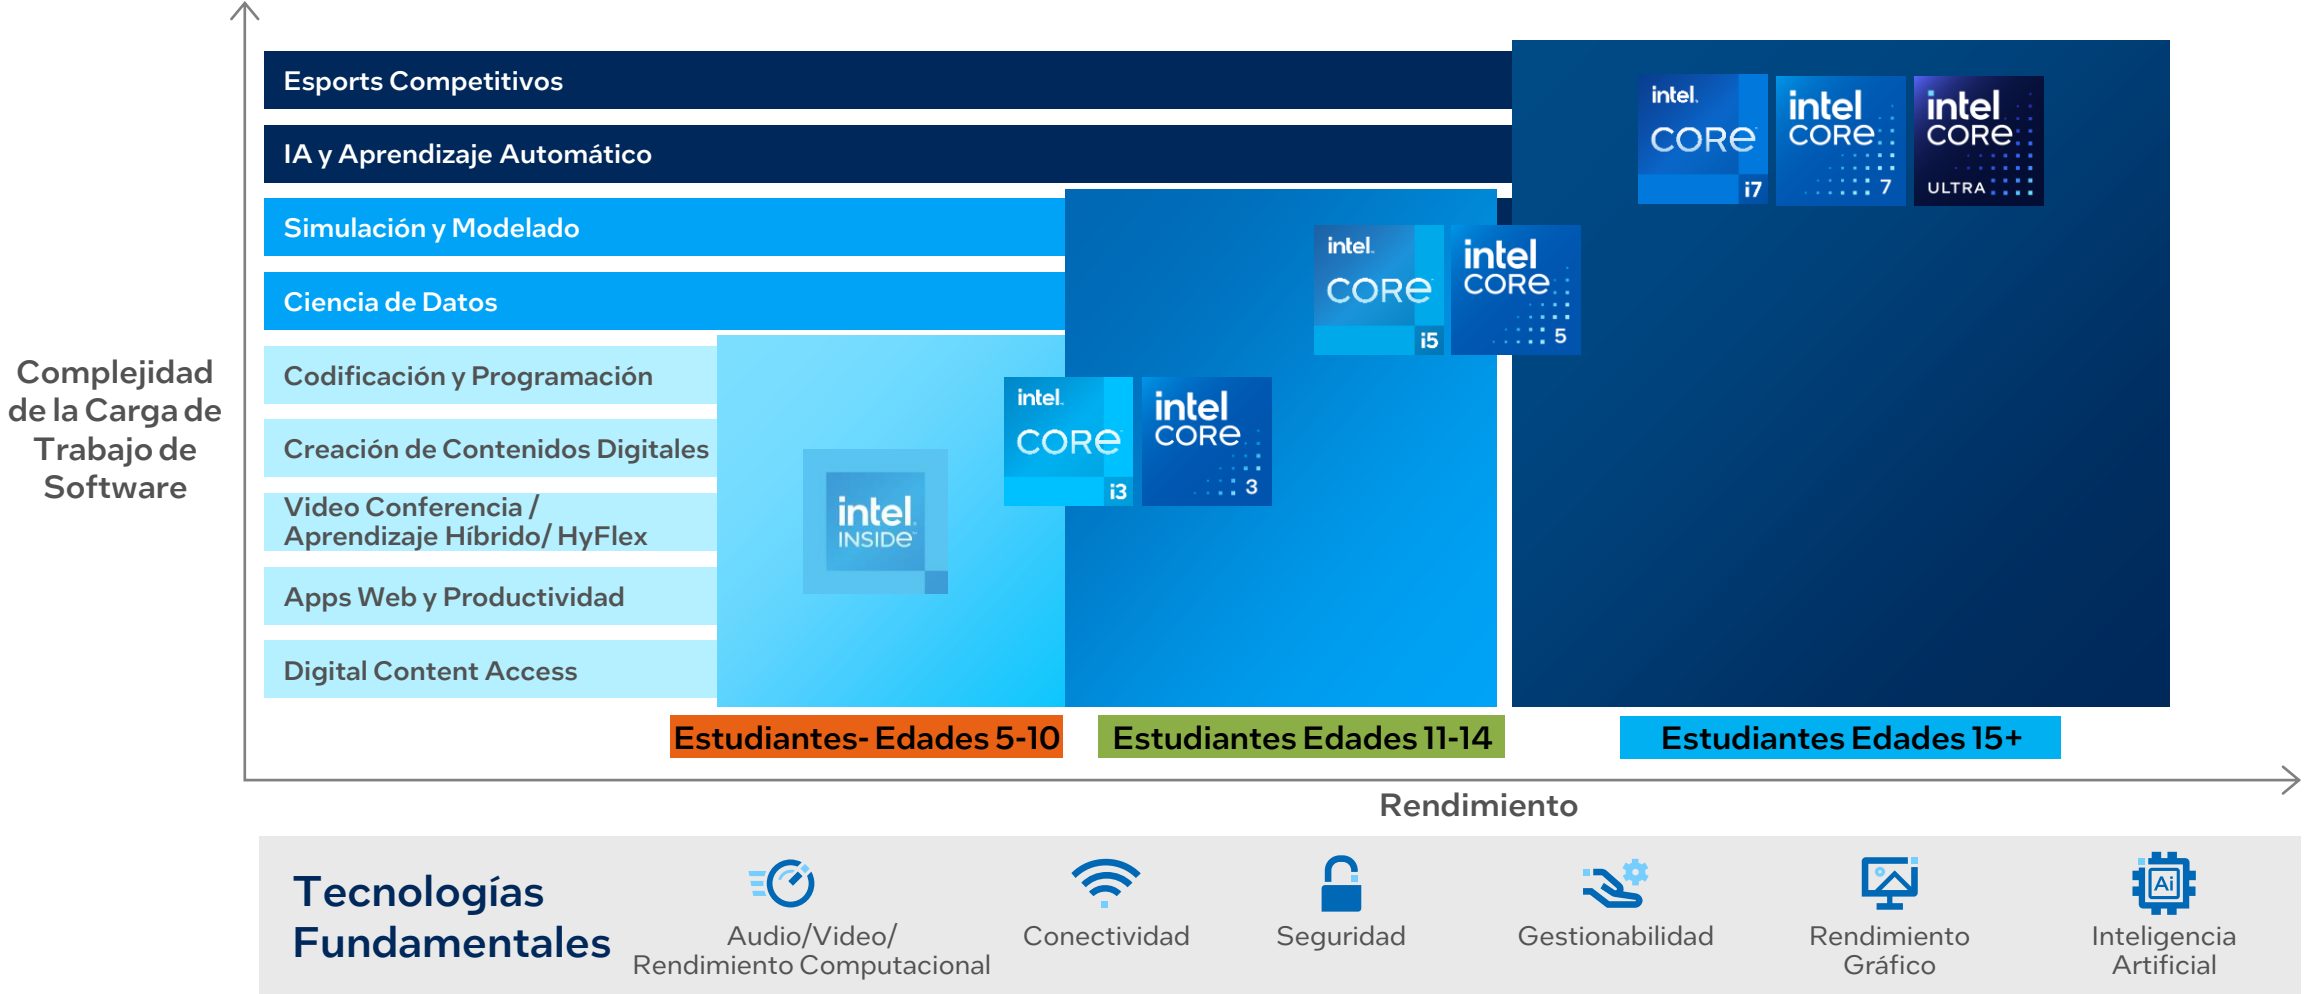 Complejidad
de la Carga de
Trabajo de
Software
Esports Competitivos
IA y Aprendizaje Automático
Simulación y Modelado
Ciencia de Datos
Codificación y Programación
Creación de Contenidos Digitales
Video Conferencia /
Aprendizaje Híbrido/ HyFlex
Apps Web y Productividad
Digital Content Access
intel.
INSIDE™
intel.
CORE
i3
intel
CORE
3
intel.
CORE
i5
intel
CORE
5
intel.
CORE
i7
intel
CORE
7
intel
CORE
ULTRA
Estudiantes- Edades 5-10
Estudiantes Edades 11-14
Estudiantes Edades 15+
Rendimiento
Tecnologías
Fundamentales
Audio/Video/
Rendimiento Computacional
Conectividad
Seguridad
Gestionabilidad
Rendimiento
Gráfico
Ai
Inteligencia
Artificial